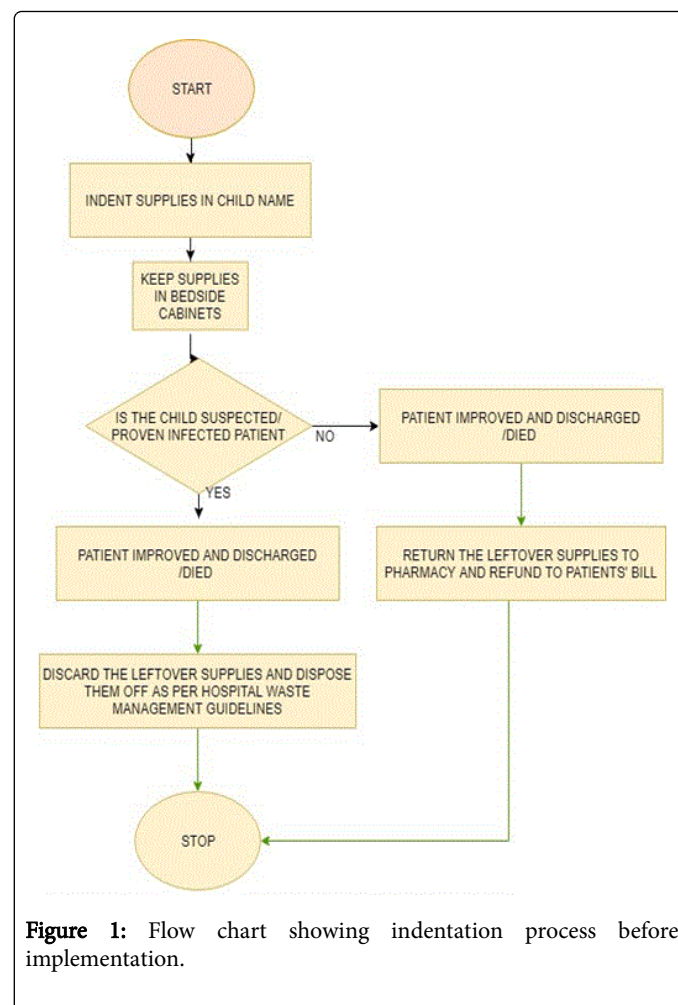 START
INDENT SUPPLIES IN CHILD NAME
KEEP SUPPLIES
IN BEDSIDE
CABINETS
IS THE CHILD SUSPECTED/
PROVEN INFECTED PATIENT
NO
PATIENT IMPROVED AND DISCHARGED
/DIED
YES
PATIENT IMPROVED AND DISCHARGED
/DIED
RETURN THE LEFTOVER SUPPLIES TO
PHARMACY AND REFUND TO PATIENTS' BILL
DISCARD THE LEFTOVER SUPPLIES AND DISPOSE
THEM OFF AS PER HOSPITAL WASTE
MANAGEMENT GUIDELINES
STOP
Figure 1: Flow chart showing indentation process before
implementation.